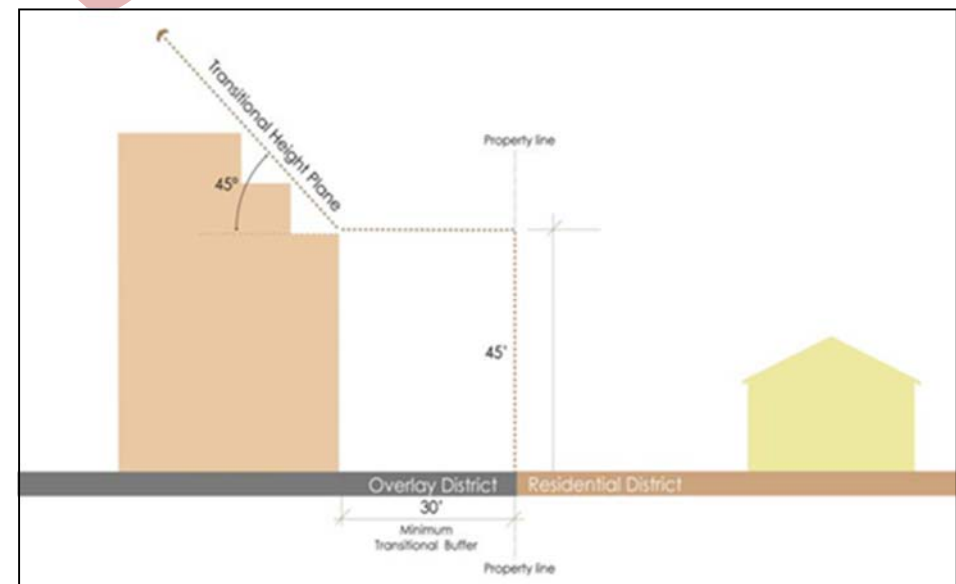 Transitional Height Plane
Property line
45°
45'
Overlay District
Residential District
30'
Minimum
Transitional Buffer
Property line